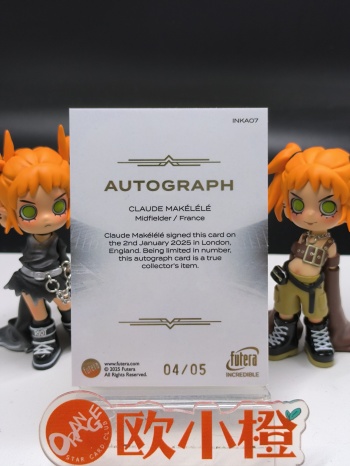 INKA07
AUTOGRAPH
CLAUDE MAKÉLÉLÉ
Midfielder / France
Claude Makélélé signed this card on
the 2nd January 2025 in London,
England. Being limited in number,
this autograph card is a true
collector's item.
www.futera.com
© 2025 Futera
All Rights Reserved.
04/05
futera
INCREDIBLE
ORANGE
STAR CARD CLUB
欧小橙